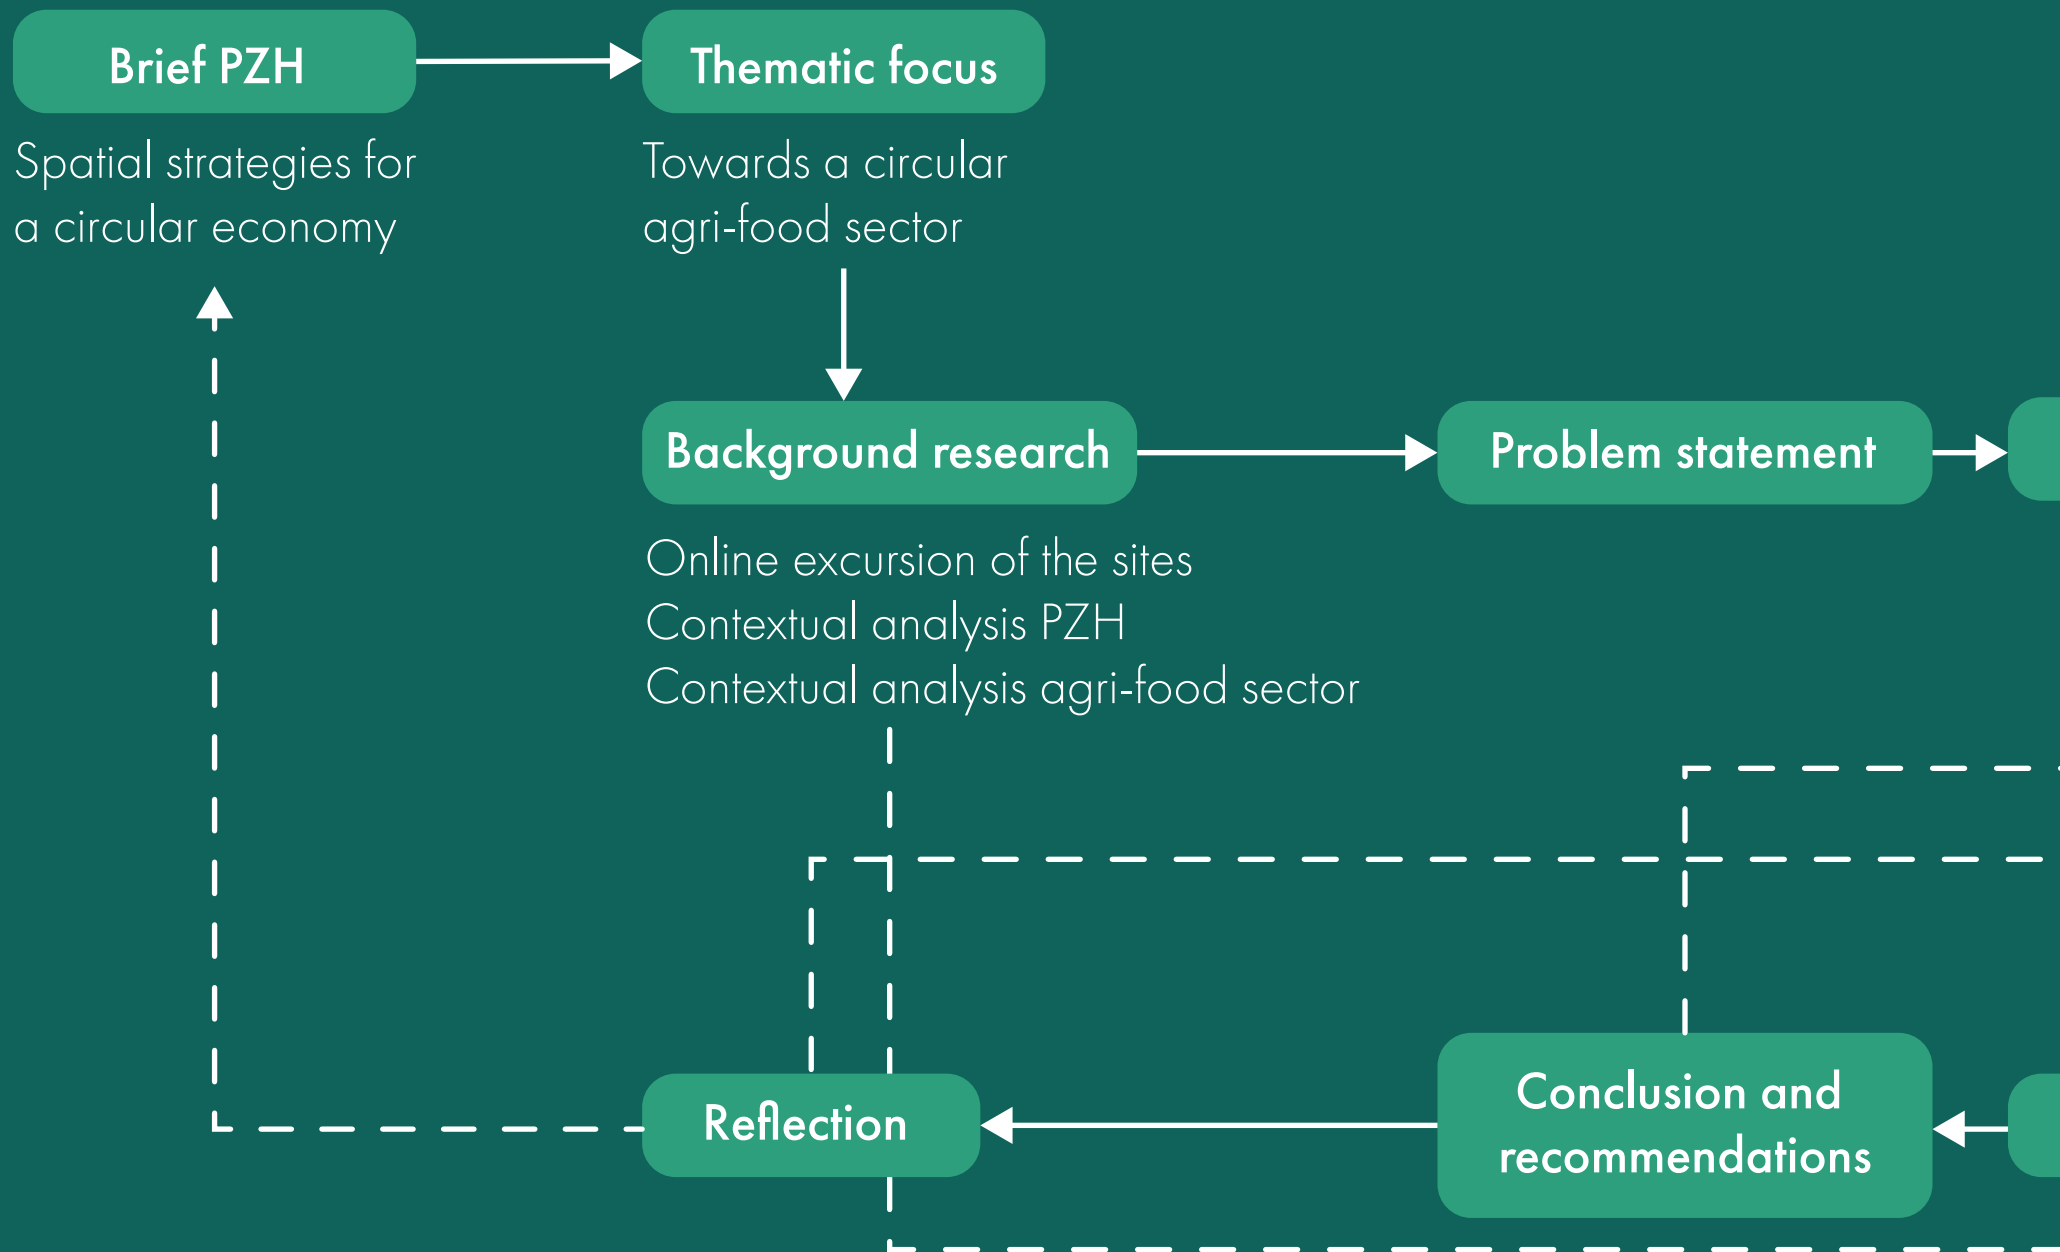 Brief PZH
Thematic focus
Spatial strategies for
a circular economy
Towards a circular
agri-food sector
Background research
Problem statement
Online excursion of the sites
Contextual analysis PZH
Contextual analysis agri-food sector
Reflection
Conclusion and
recommendations